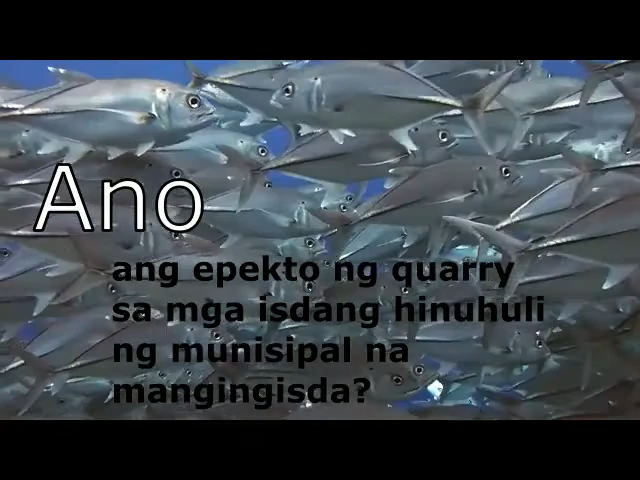 Ano
ang epekto ng quarry
sa mga isdang hinuhuli
ng munisipal na
mangingisda?